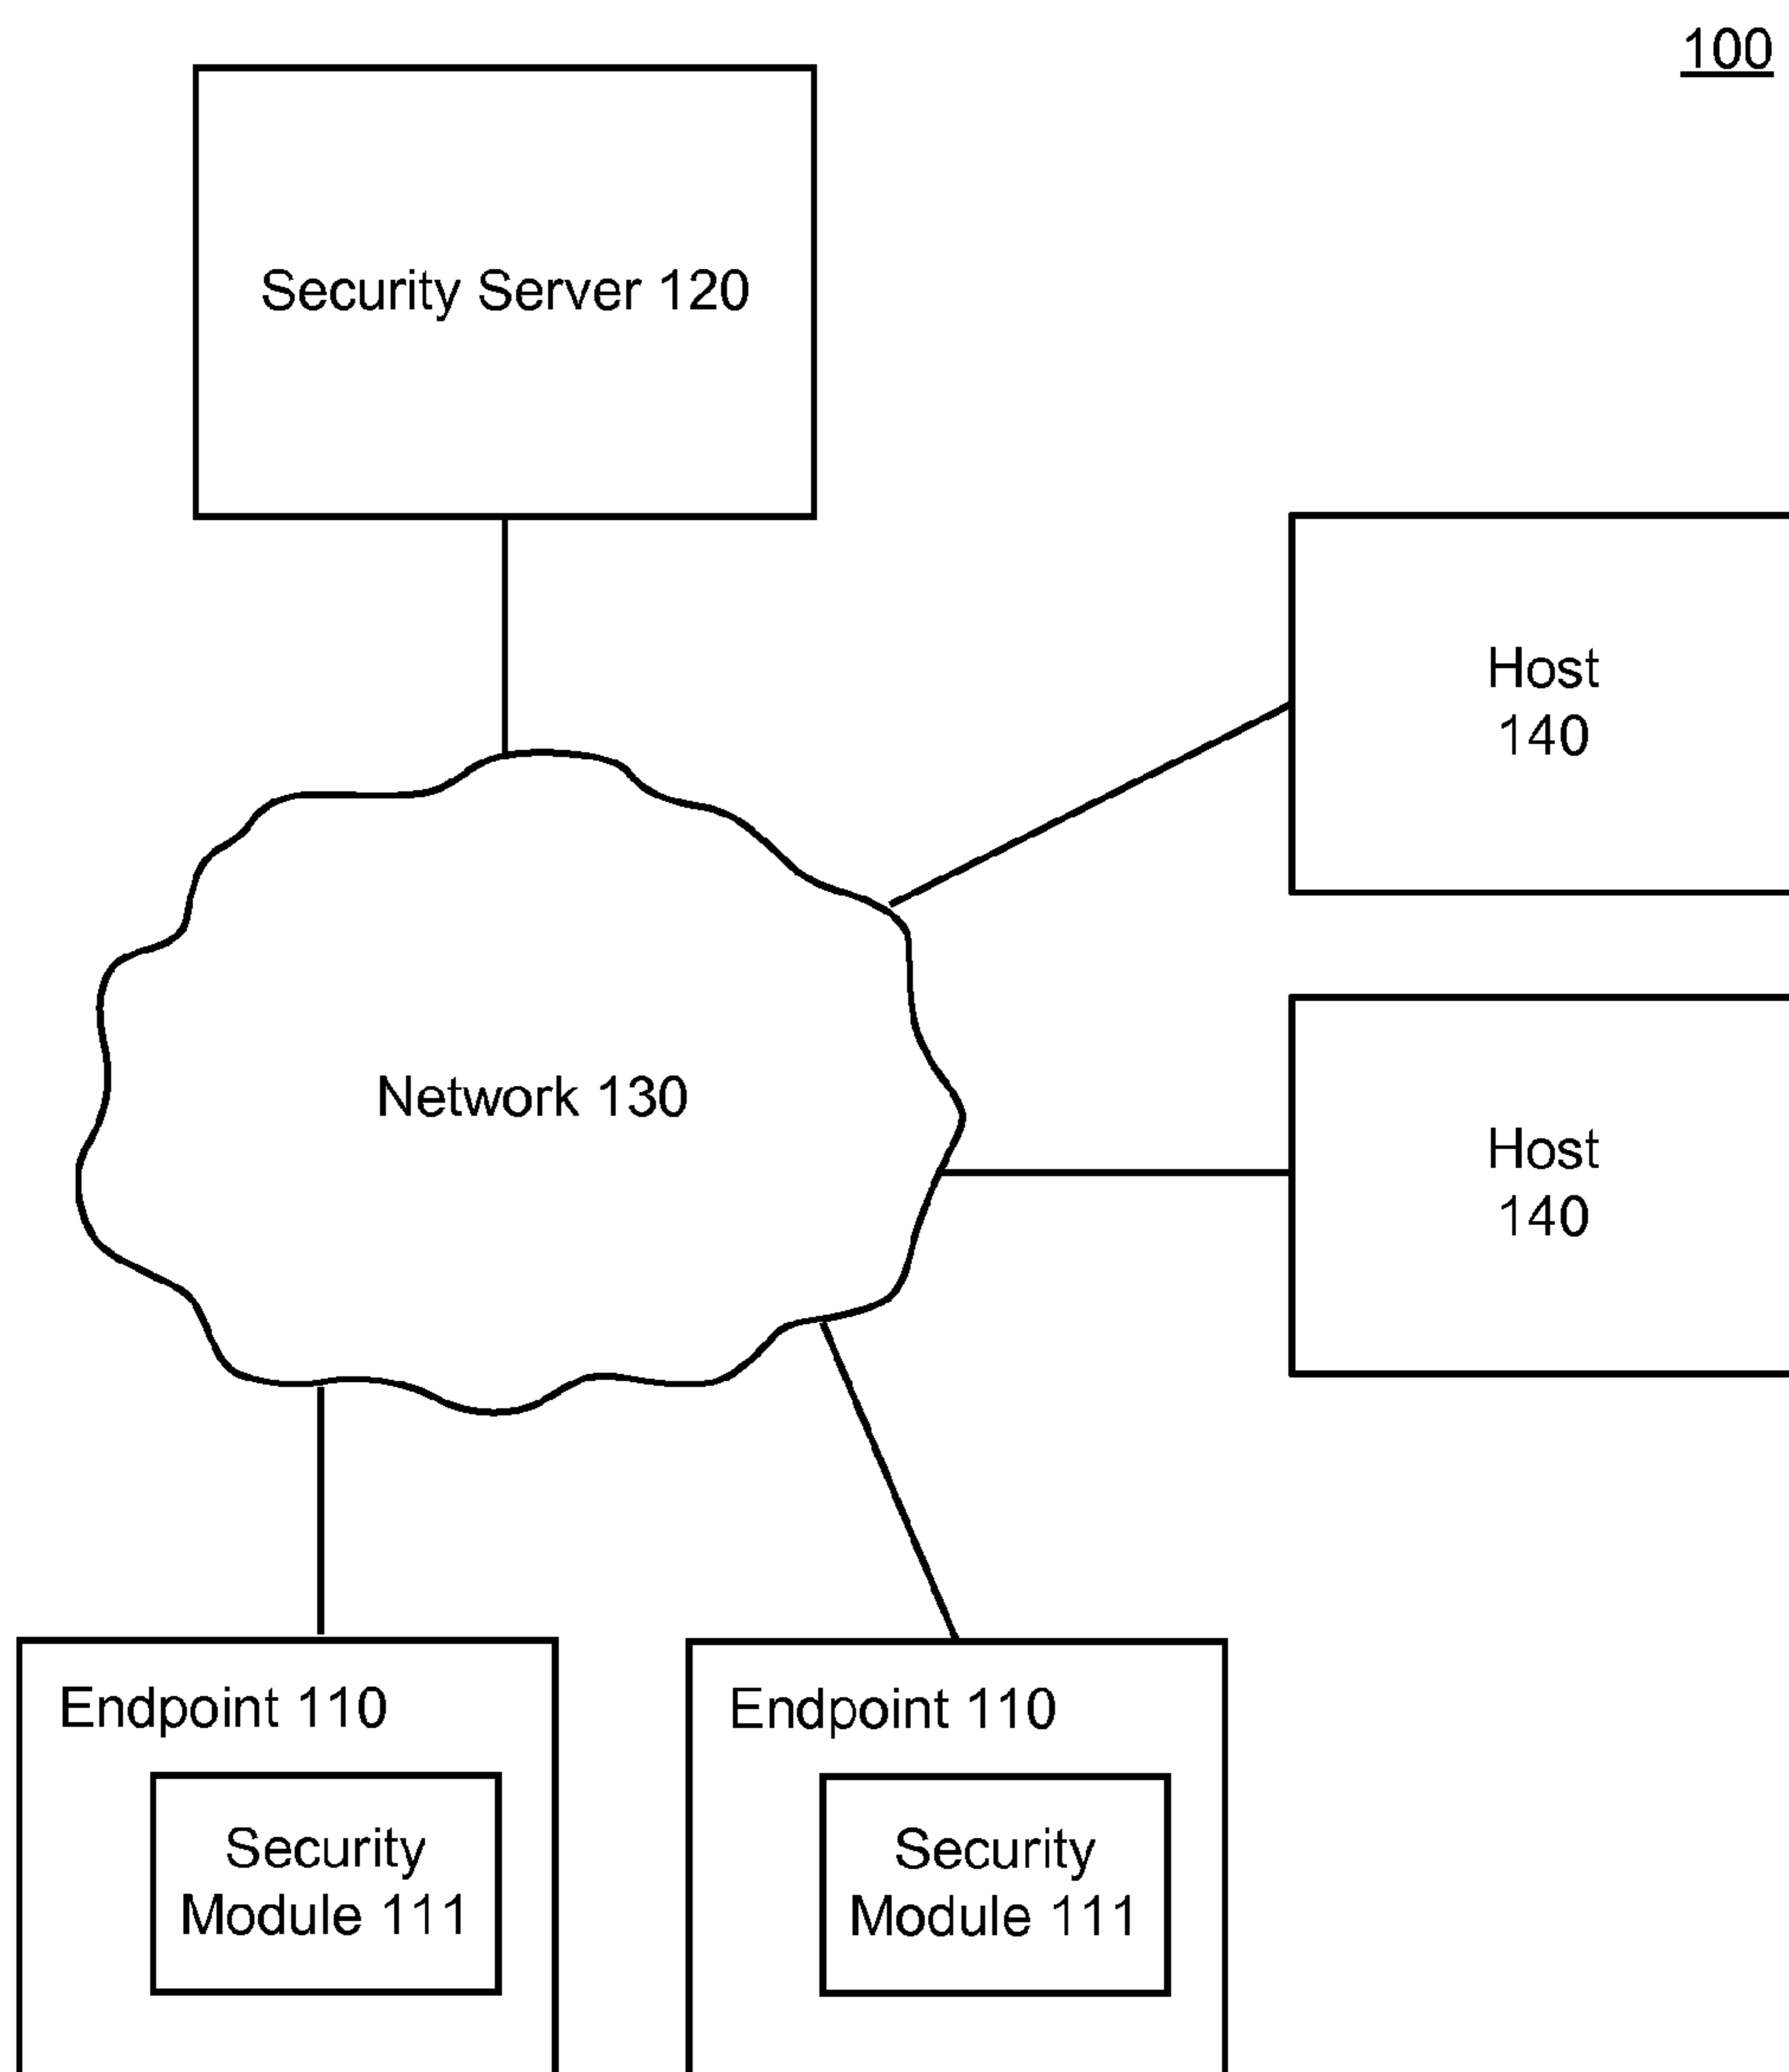 100
Security Server 120
Host
140
Network 130
Host
140
Endpoint 110
Security
Module 111
Endpoint 110
Security
Module 111